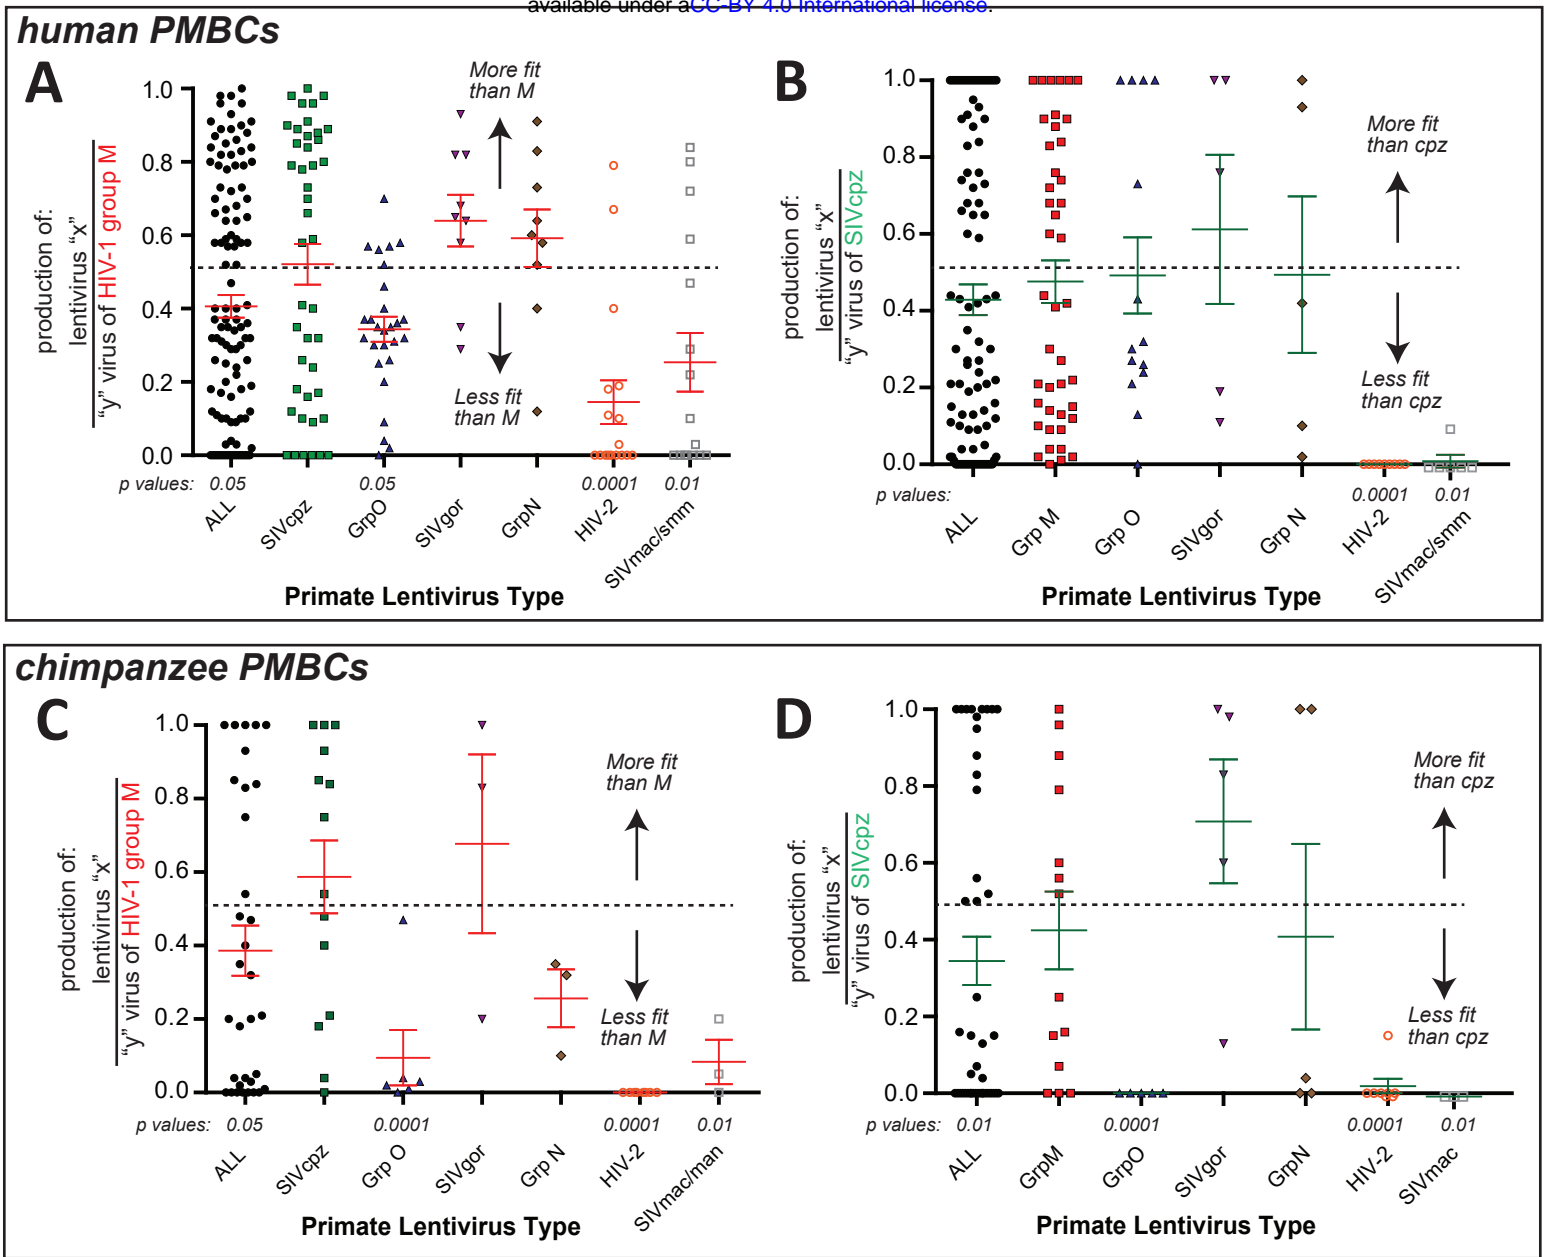 available under aCC-BY 4.0 International license.
human PMBCs
A
More fit
than M
production of:
lentivirus “x”
“y” virus of HIV-1 group M
1.0
0.8
0.6
0.4
0.2
0.0
Less fit
than M
p values: 0.05 0.05 0.0001 0.01
ALL
SIVcpz
GrpO
SIVgor
GrpN
HIV-2
SIVmac/smm
Primate Lentivirus Type
B
More fit
than cpz
production of:
lentivirus “x”
“y” virus of SIVcpz
1.0
0.8
0.6
0.4
0.2
0.0
Less fit
than cpz
p values: 0.0001 0.01
ALL
Grp M
Grp O
SIVgor
Grp N
HIV-2
SIVmac/smm
Primate Lentivirus Type
chimpanzee PMBCs
C
More fit
than M
production of:
lentivirus “x”
“y” virus of HIV-1 group M
1.0
0.8
0.6
0.4
0.2
0.0
Less fit
than M
p values: 0.05 0.0001 0.0001 0.01
ALL
SIVcpz
Grp O
SIVgor
Grp N
HIV-2
SIVmac/man
Primate Lentivirus Type
D
More fit
than cpz
production of:
lentivirus “x”
“y” virus of SIVcpz
1.0
0.8
0.6
0.4
0.2
0.0
Less fit
than cpz
p values: 0.01 0.0001 0.0001 0.01
ALL
GrpM
GrpO
SIVgor
GrpN
HIV-2
SIVmac
Primate Lentivirus Type